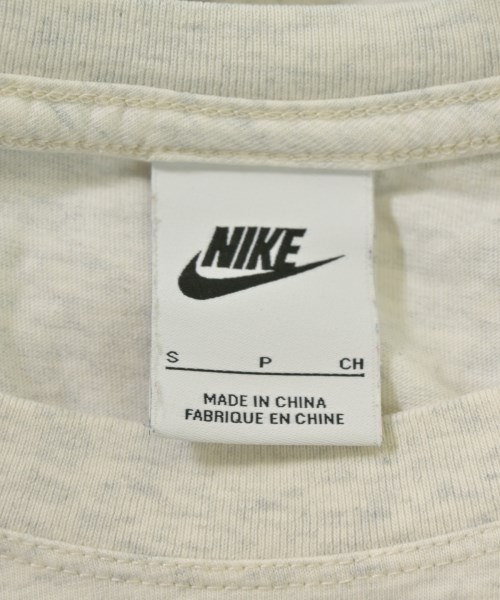 NIKE
S P CH
MADE IN CHINA
FABRIQUE EN CHINE